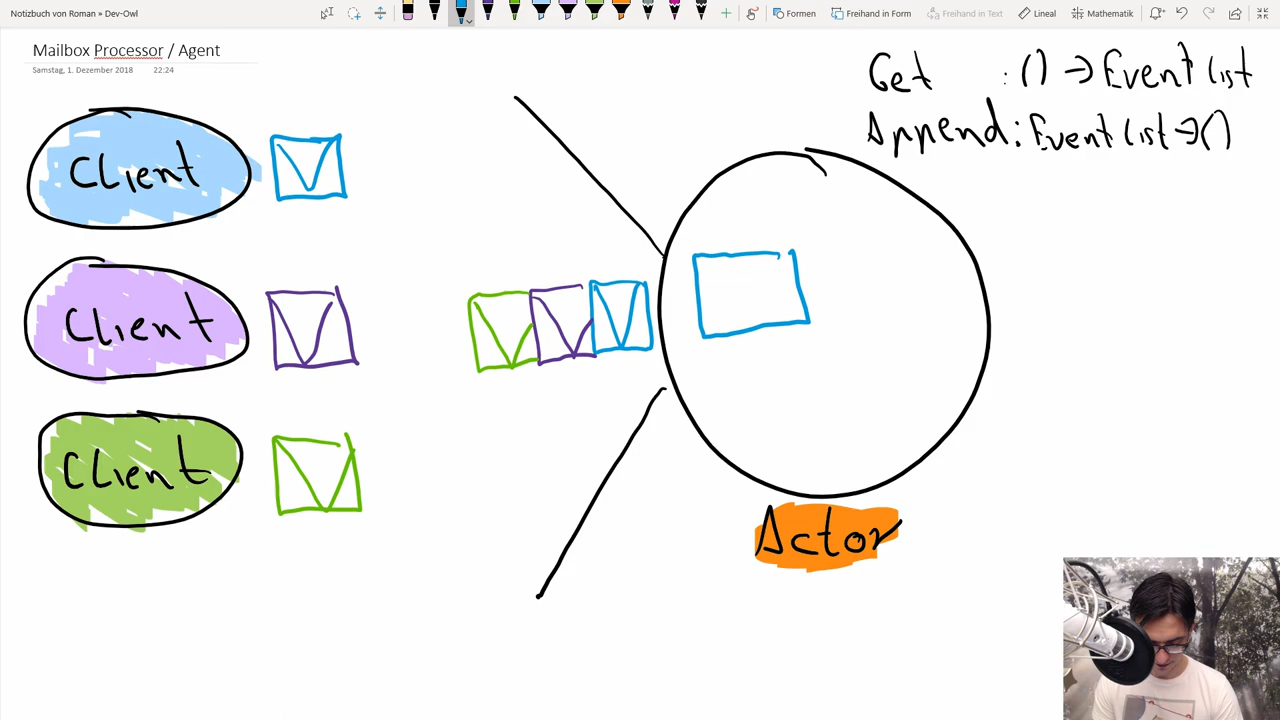 Notizbuch von Roman » Dev-Owl
Formen
Freihand in Form
Freihand in Text
Lineal
Mathematik
Mailbox Processor / Agent
Samstag, 1. Dezember 2018 22:24
Get : () → Event list
Append : Event list → ()
Client
Client
Client
Actor